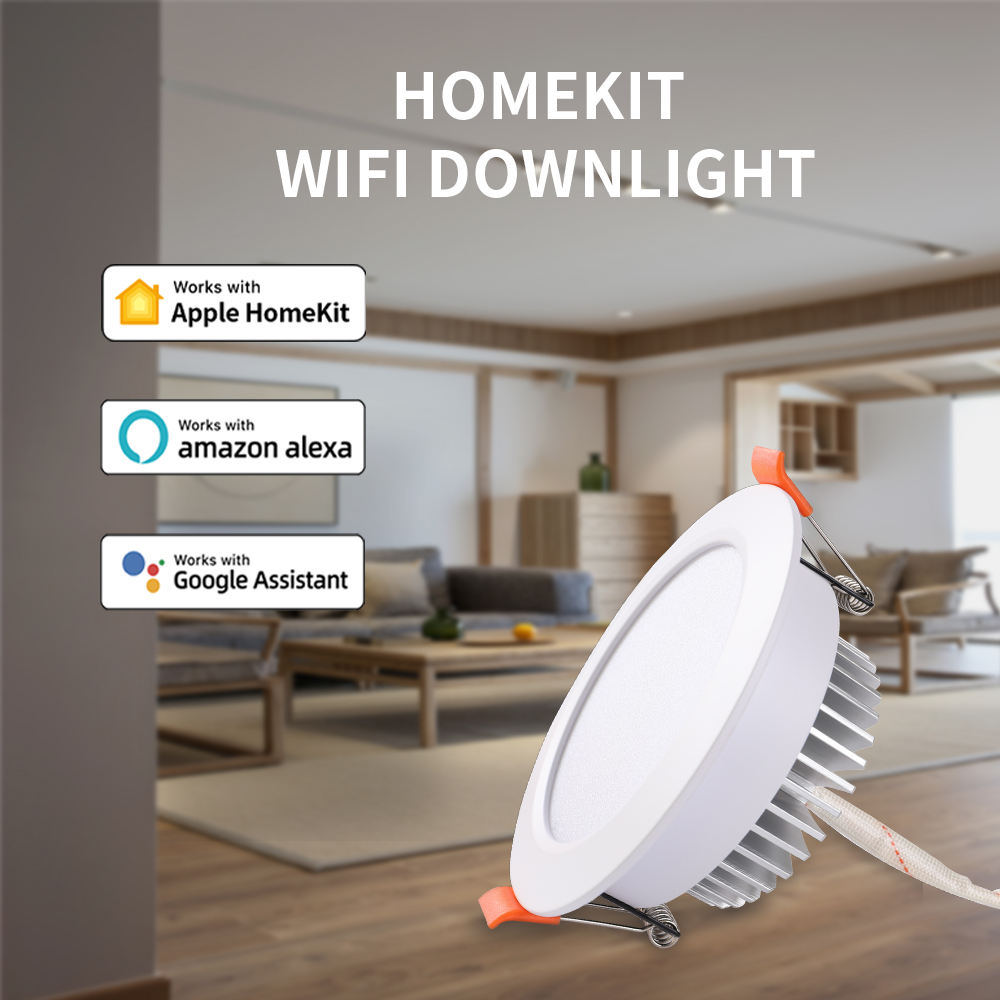 HOMEKIT
WIFI DOWNLIGHT
Works with
Apple HomeKit
Works with
amazon alexa
Works with
Google Assistant